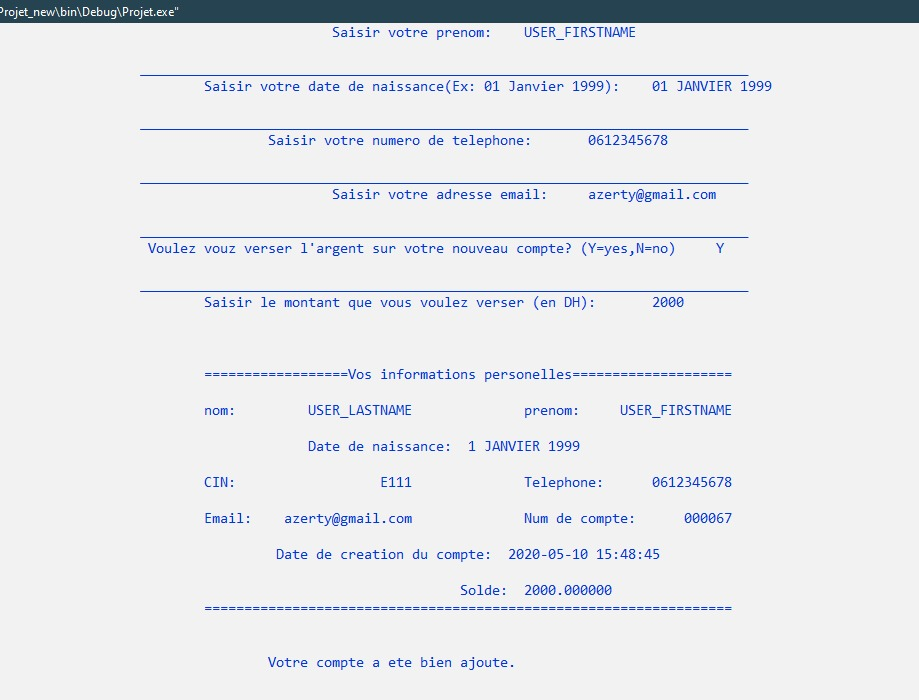 Projet_new\bin\Debug\Projet.exe"
Saisir votre prenom: USER_FIRSTNAME
Saisir votre date de naissance(Ex: 01 Janvier 1999): 01 JANVIER 1999
Saisir votre numero de telephone: 0612345678
Saisir votre adresse email: azerty@gmail.com
Voulez vouz verser l'argent sur votre nouveau compte? (Y=yes,N=no) Y
Saisir le montant que vous voulez verser (en DH): 2000
==================Vos informations personelles====================
nom: USER_LASTNAME prenom: USER_FIRSTNAME
Date de naissance: 1 JANVIER 1999
CIN: E111 Telephone: 0612345678
Email: azerty@gmail.com Num de compte: 000067
Date de creation du compte: 2020-05-10 15:48:45
Solde: 2000.000000
==================================================================
Votre compte a ete bien ajoute.